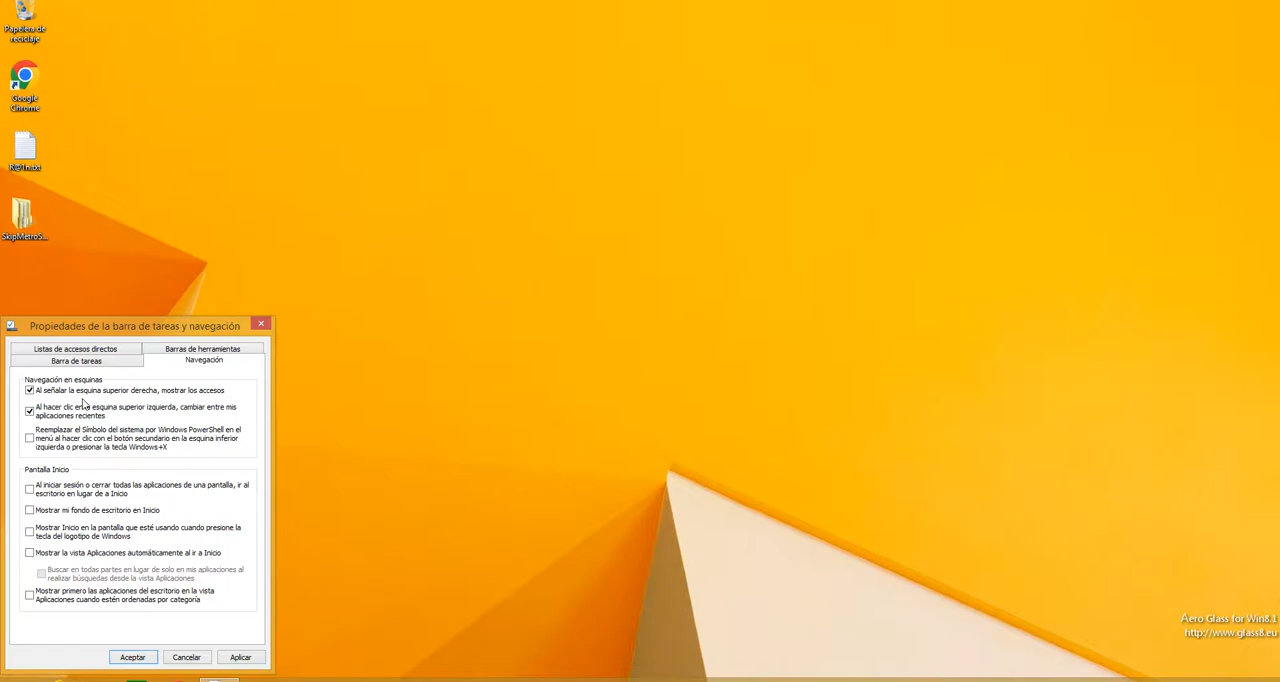 Papelera de
reciclaje
Google
Chrome
SkipMetroS...
Propiedades de la barra de tareas y navegación
Listas de accesos directos
Barras de herramientas
Barra de tareas
Navegación
Navegación en esquinas
Al señalar la esquina superior derecha, mostrar los accesos
Al hacer clic en esquina superior izquierda, cambiar entre mis
aplicaciones recientes
Reemplazar el Símbolo del sistema por Windows PowerShell en el
menú al hacer clic con el botón secundario en la esquina inferior
izquierda o presionar la tecla Windows+X
Pantalla Inicio
Al iniciar sesión o cerrar todas las aplicaciones de una pantalla, ir al
escritorio en lugar de a Inicio
Mostrar mi fondo de escritorio en Inicio
Mostrar Inicio en la pantalla que esté usando cuando presione la
tecla del logotipo de Windows
Mostrar la vista Aplicaciones automáticamente al ir a Inicio
Buscar en todas partes en lugar de solo en mis aplicaciones al
realizar búsquedas desde la vista Aplicaciones
Mostrar primero las aplicaciones del escritorio en la vista
Aplicaciones cuando estén ordenadas por categoría
Aceptar
Cancelar
Aplicar
Aero Glass for Win8.1
http://www.glass8.eu